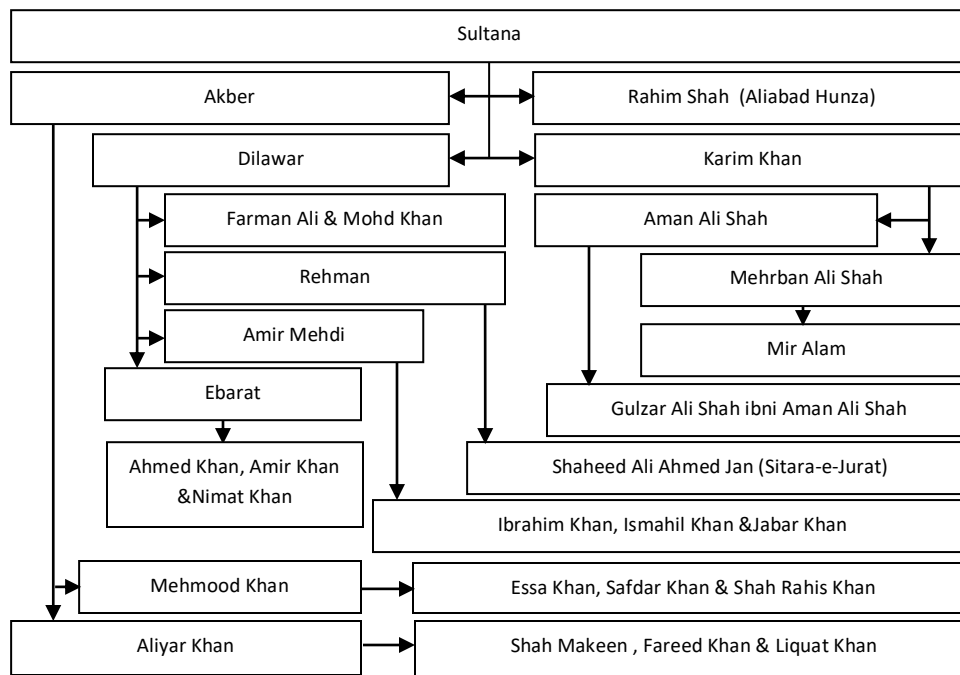 Sultana
Akber
Rahim Shah (Aliabad Hunza)
Dilawar
Karim Khan
Farman Ali & Mohd Khan
Aman Ali Shah
Rehman
Mehrban Ali Shah
Amir Mehdi
Mir Alam
Ebarat
Gulzar Ali Shah ibni Aman Ali Shah
Ahmed Khan, Amir Khan
&Nimat Khan
Shaheed Ali Ahmed Jan (Sitara-e-Jurat)
Ibrahim Khan, Ismahil Khan &Jabar Khan
Mehmood Khan
Essa Khan, Safdar Khan & Shah Rahis Khan
Aliyar Khan
Shah Makeen , Fareed Khan & Liquat Khan